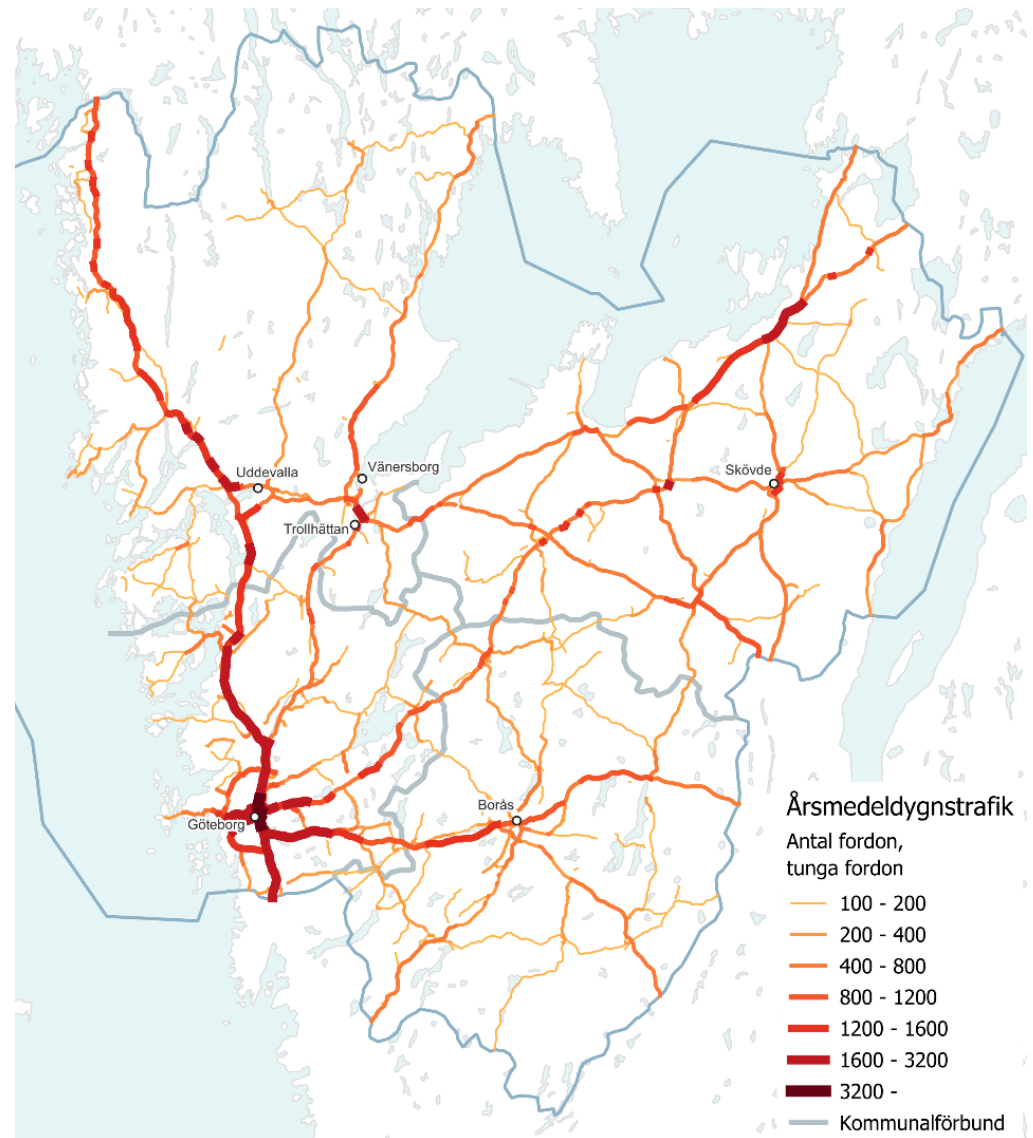 Uddevalla
Vänersborg
Trollhättan
Skövde
Göteborg
Borås
Årsmedeldygnstrafik
Antal fordon,
tunga fordon
100 - 200
200 - 400
400 - 800
800 - 1200
1200 - 1600
1600 - 3200
3200 -
Kommunalförbund